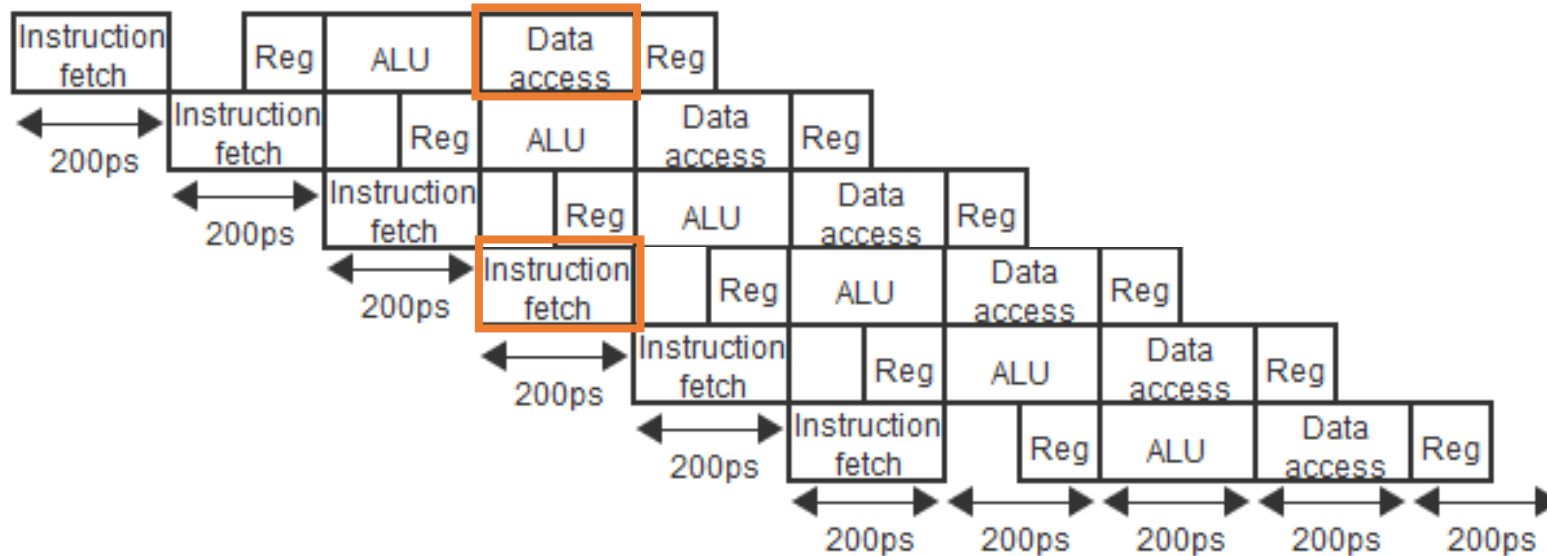 Instruction
fetch
Reg
ALU
Data
access
Reg
200ps
Instruction
fetch
Reg
ALU
Data
access
Reg
200ps
Instruction
fetch
Reg
ALU
Data
access
Reg
200ps
Instruction
fetch
Reg
ALU
Data
access
Reg
200ps
Instruction
fetch
Reg
ALU
Data
access
Reg
200ps
Instruction
fetch
Reg
ALU
Data
access
Reg
200ps
200ps
200ps
200ps
200ps